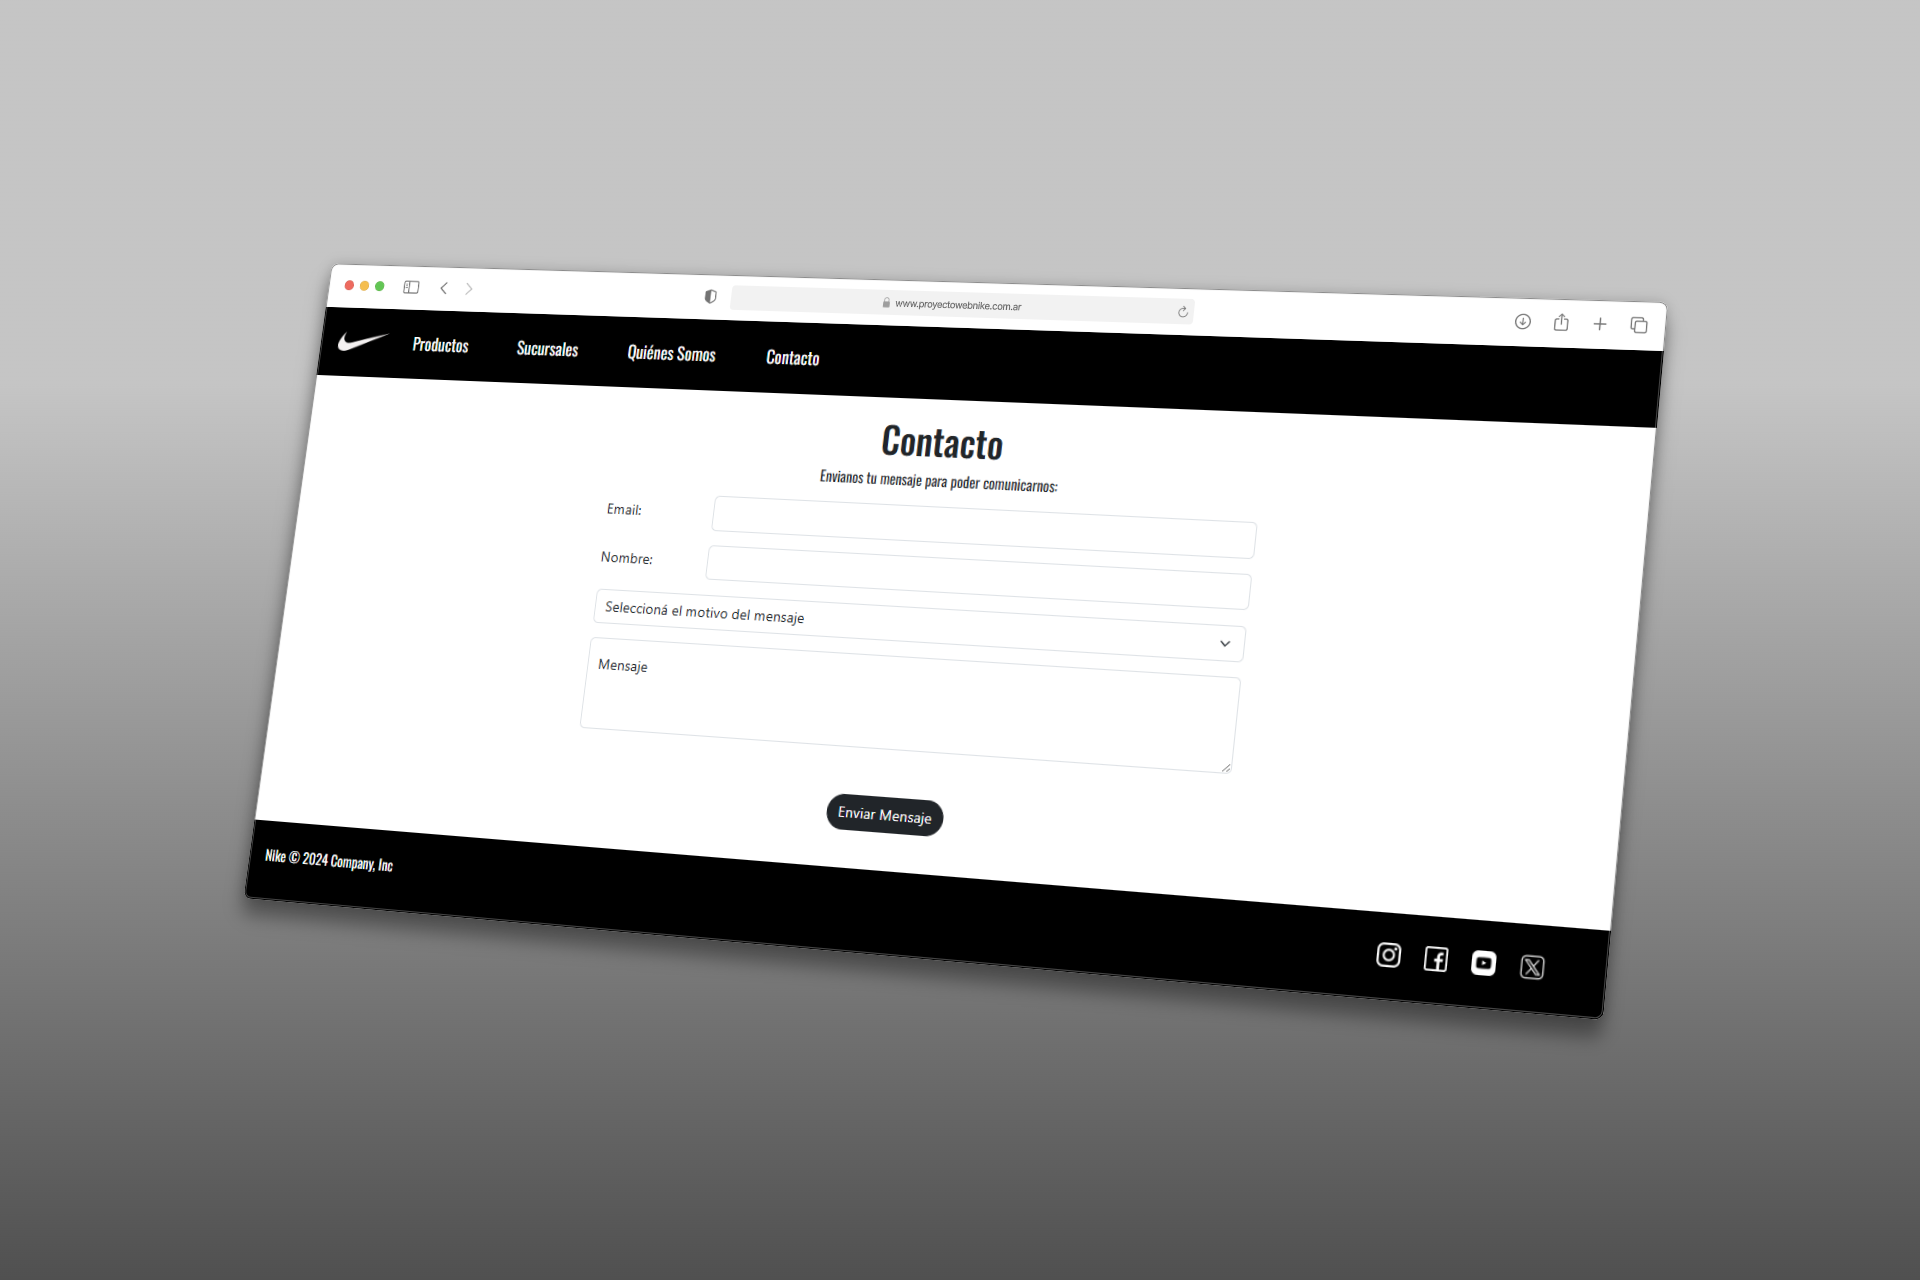 www.proyectowebnike.com.ar
Productos Sucursales Quiénes Somos Contacto
Contacto
Envianos tu mensaje para poder comunicarnos:
Email:
Nombre:
Seleccioná el motivo del mensaje
Mensaje
Enviar Mensaje
Nike © 2024 Company, Inc